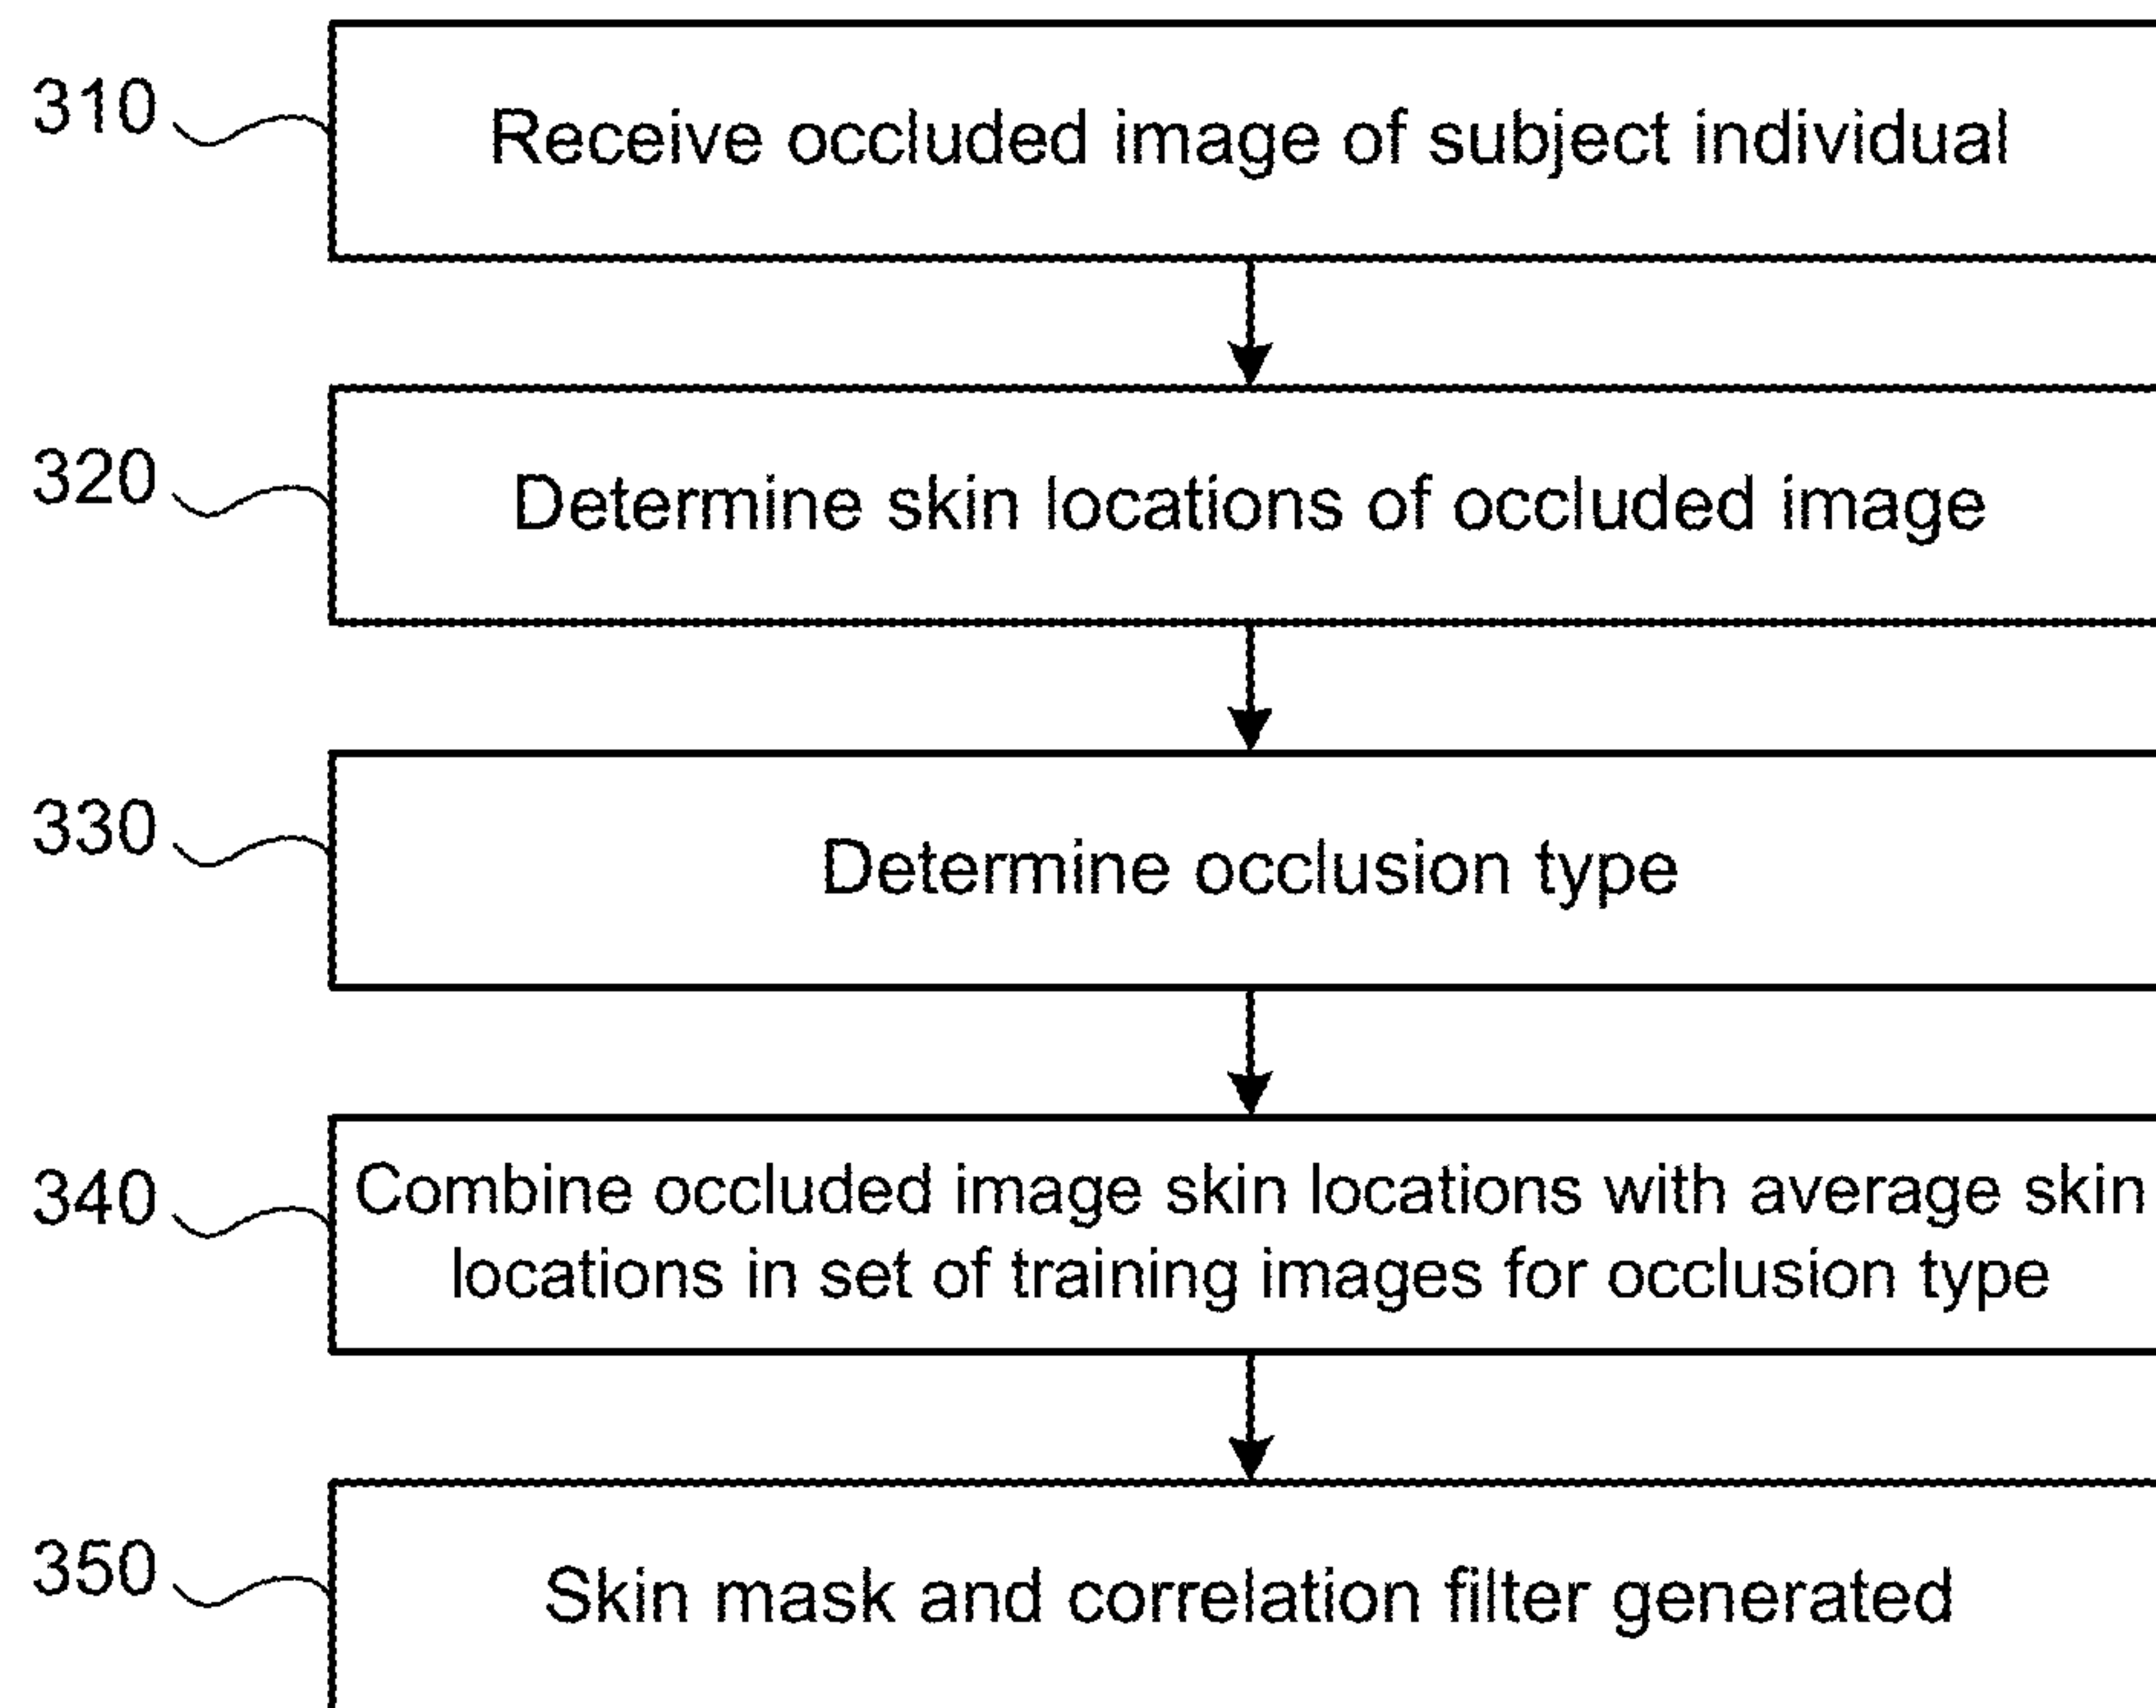 310
Receive occluded image of subject individual
320
Determine skin locations of occluded image
330
Determine occlusion type
340
Combine occluded image skin locations with average skin
locations in set of training images for occlusion type
350
Skin mask and correlation filter generated